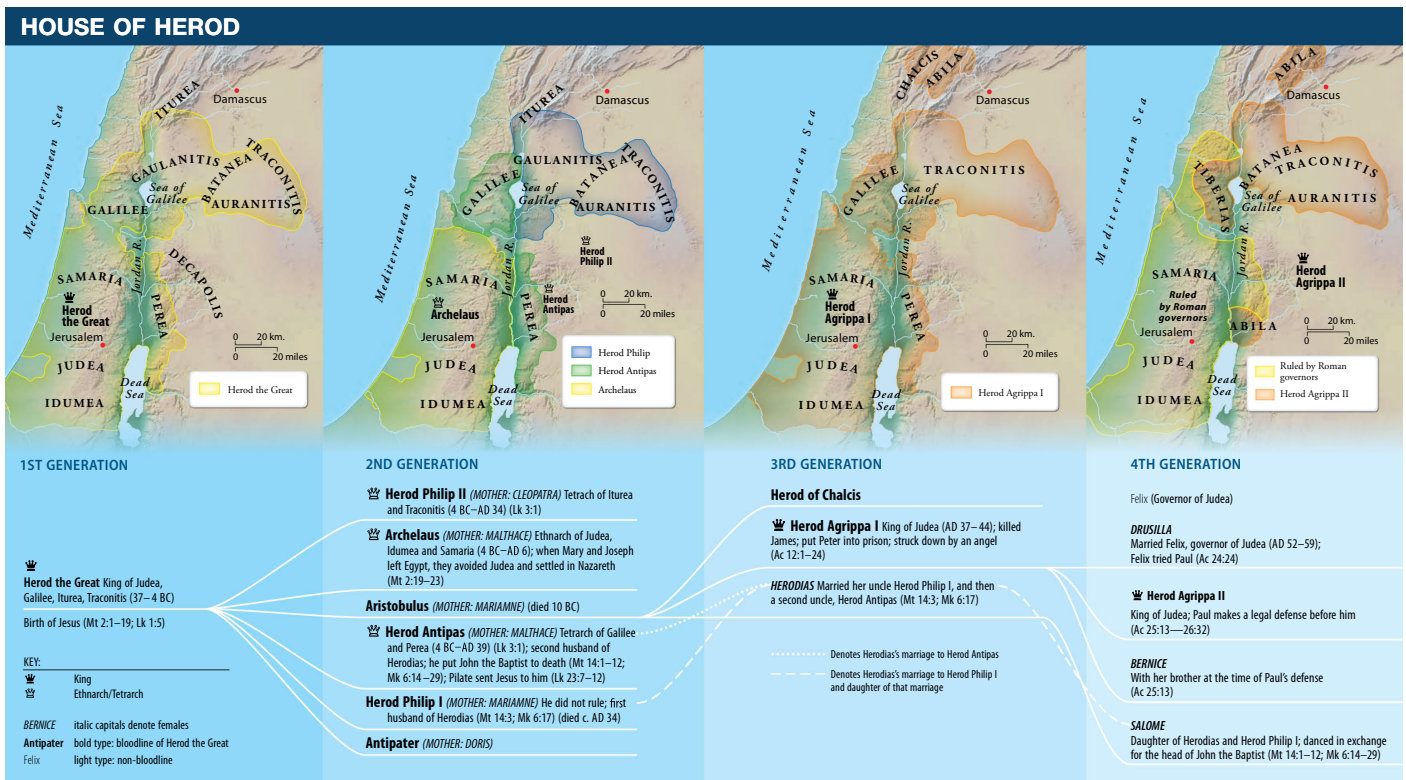 HOUSE OF HEROD
Mediterranean Sea
ITUREA
Damascus
GAULANITIS
TRACONITIS
BATANEA
Sea of
Galilee
AURANITIS
GALILEE
Jordan R.
DECAPOLIS
SAMARIA
PEREA
Herod
the Great
Jerusalem
0 20 km.
0 20 miles
JUDEA
Dead
Sea
Herod the Great
IDUMEA
Mediterranean Sea
ITUREA
Damascus
GAULANITIS
TRACONITIS
BATANEA
GALILEE
Sea of
Galilee
AURANITIS
Jordan R.
Herod
Philip II
SAMARIA
PEREA
Herod
Antipas
Archelaus
0 20 km.
0 20 miles
Jerusalem
Herod Philip
Herod Antipas
Archelaus
JUDEA
Dead
Sea
IDUMEA
Mediterranean Sea
CHALCIS
ABILA
Damascus
TRACONITIS
GALILEE
Sea of
Galilee
Jordan R.
SAMARIA
PEREA
Herod
Agrippa I
0 20 km.
0 20 miles
Jerusalem
JUDEA
Dead
Sea
Herod Agrippa I
IDUMEA
Mediterranean Sea
ABILA
Damascus
BATANEA
TRACONITIS
TIBERIAS
Sea of
Galilee
AURANITIS
Jordan R.
SAMARIA
Herod
Agrippa II
Ruled
by Roman
governors
Jerusalem
ABILA
0 20 km.
0 20 miles
JUDEA
Dead
Sea
Ruled by Roman
governors
Herod Agrippa II
IDUMEA
1ST GENERATION
Herod the Great King of Judea,
Galilee, Iturea, Traconitis (37–4 BC)
Birth of Jesus (Mt 2:1–19; Lk 1:5)
KEY:
King
Ethnarch/Tetrarch
BERNICE italic capitals denote females
Antipater bold type: bloodline of Herod the Great
Felix light type: non-bloodline
2ND GENERATION
Herod Philip II (MOTHER: CLEOPATRA) Tetrach of Iturea
and Traconitis (4 BC–AD 34) (Lk 3:1)
Archelaus (MOTHER: MALTHACE) Ethnarch of Judea,
Idumea and Samaria (4 BC–AD 6); when Mary and Joseph
left Egypt, they avoided Judea and settled in Nazareth
(Mt 2:19–23)
Aristobulus (MOTHER: MARIAMNE) (died 10 BC)
Herod Antipas (MOTHER: MALTHACE) Tetrarch of Galilee
and Perea (4 BC–AD 39) (Lk 3:1); second husband of
Herodias; he put John the Baptist to death (Mt 14:1–12;
Mk 6:14–29); Pilate sent Jesus to him (Lk 23:7–12)
Herod Philip I (MOTHER: MARIAMNE) He did not rule; first
husband of Herodias (Mt 14:3; Mk 6:17) (died c. AD 34)
Antipater (MOTHER: DORIS)
3RD GENERATION
Herod of Chalcis
Herod Agrippa I King of Judea (AD 37–44); killed
James; put Peter into prison; struck down by an angel
(Ac 12:1–24)
HERODIAS Married her uncle Herod Philip I, and then
a second uncle, Herod Antipas (Mt 14:3; Mk 6:17)
Denotes Herodias's marriage to Herod Antipas
Denotes Herodias's marriage to Herod Philip I
and daughter of that marriage
4TH GENERATION
Felix (Governor of Judea)
DRUSILLA
Married Felix, governor of Judea (AD 52–59);
Felix tried Paul (Ac 24:24)
Herod Agrippa II
King of Judea; Paul makes a legal defense before him
(Ac 25:13—26:32)
BERNICE
With her brother at the time of Paul's defense
(Ac 25:13)
SALOME
Daughter of Herodias and Herod Philip I; danced in exchange
for the head of John the Baptist (Mt 14:1–12; Mk 6:14–29)